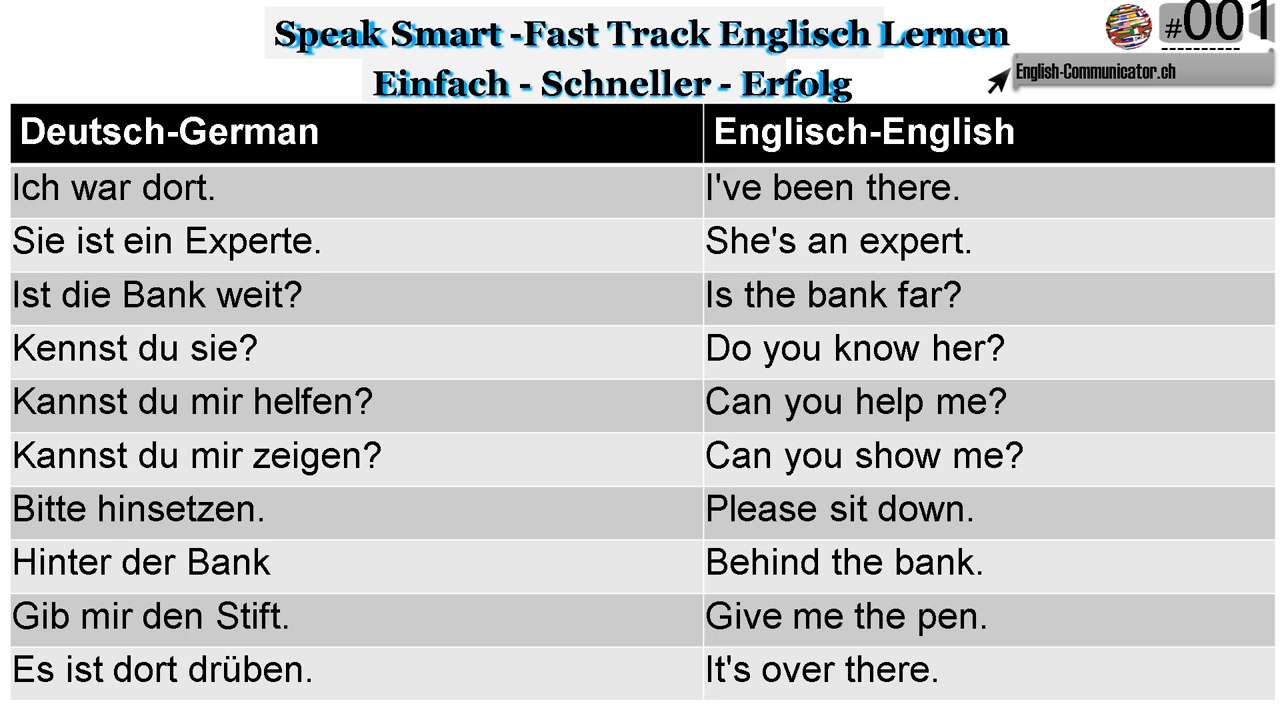 Speak Smart -Fast Track Englisch Lernen
#001
Einfach - Schneller - Erfolg
English-Communicator.ch
Deutsch-German Englisch-English
Ich war dort. I've been there.
Sie ist ein Experte. She's an expert.
Ist die Bank weit? Is the bank far?
Kennst du sie? Do you know her?
Kannst du mir helfen? Can you help me?
Kannst du mir zeigen? Can you show me?
Bitte hinsetzen. Please sit down.
Hinter der Bank Behind the bank.
Gib mir den Stift. Give me the pen.
Es ist dort drüben. It's over there.